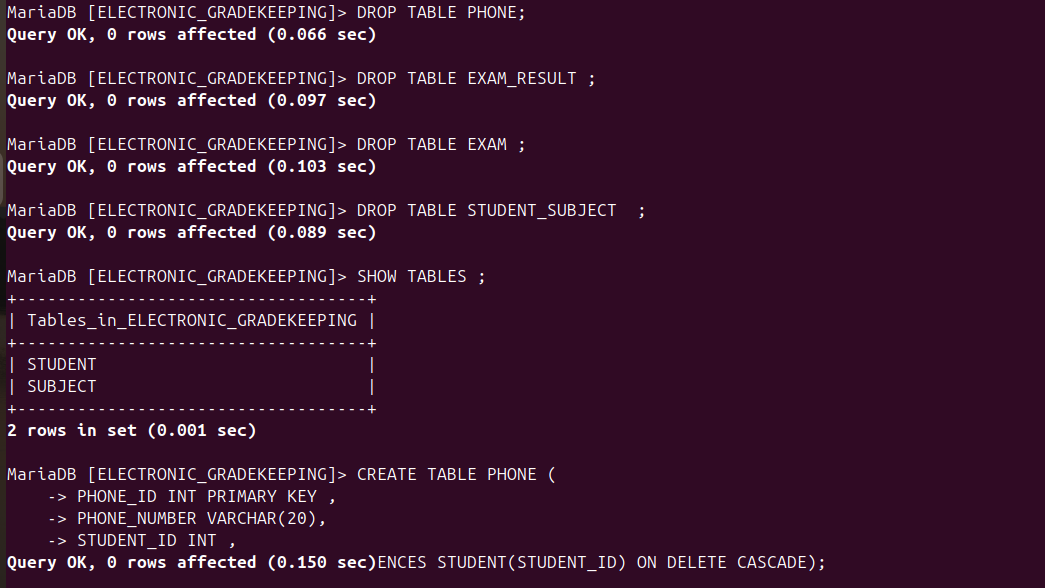 MariaDB [ELECTRONIC_GRADEKEEPING]> DROP TABLE PHONE;
Query OK, 0 rows affected (0.066 sec)

MariaDB [ELECTRONIC_GRADEKEEPING]> DROP TABLE EXAM_RESULT ;
Query OK, 0 rows affected (0.097 sec)

MariaDB [ELECTRONIC_GRADEKEEPING]> DROP TABLE EXAM ;
Query OK, 0 rows affected (0.103 sec)

MariaDB [ELECTRONIC_GRADEKEEPING]> DROP TABLE STUDENT_SUBJECT  ;
Query OK, 0 rows affected (0.089 sec)

MariaDB [ELECTRONIC_GRADEKEEPING]> SHOW TABLES ;
+-----------------------------------+
| Tables_in_ELECTRONIC_GRADEKEEPING |
+-----------------------------------+
| STUDENT                           |
| SUBJECT                           |
+-----------------------------------+
2 rows in set (0.001 sec)

MariaDB [ELECTRONIC_GRADEKEEPING]> CREATE TABLE PHONE (
    -> PHONE_ID INT PRIMARY KEY ,
    -> PHONE_NUMBER VARCHAR(20),
    -> STUDENT_ID INT ,
Query OK, 0 rows affected (0.150 sec)ENCES STUDENT(STUDENT_ID) ON DELETE CASCADE);